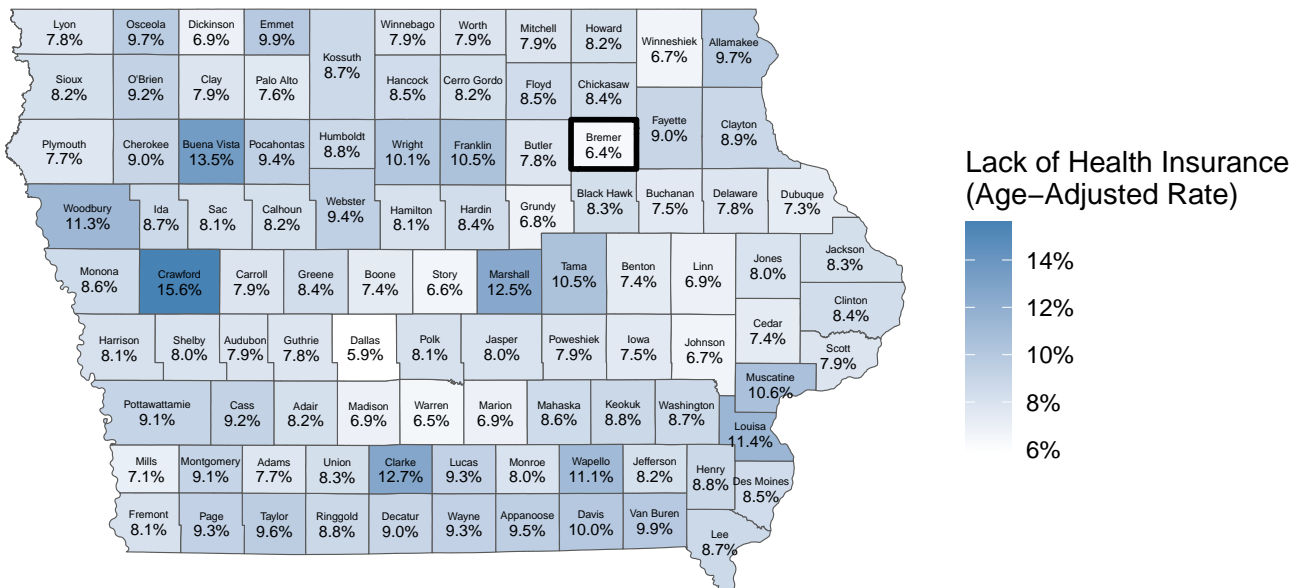 Lyon
7.8%
Osceola
9.7%
Dickinson
6.9%
Emmet
9.9%
Kossuth
8.7%
Winnebago
7.9%
Worth
7.9%
Mitchell
7.9%
Howard
8.2%
Winneshiek
6.7%
Allamakee
9.7%
Sioux
8.2%
O'Brien
9.2%
Clay
7.9%
Palo Alto
7.6%
Hancock
8.5%
Cerro Gordo
8.2%
Floyd
8.5%
Chickasaw
8.4%
Fayette
9.0%
Clayton
8.9%
Plymouth
7.7%
Cherokee
9.0%
Buena Vista
13.5%
Pocahontas
9.4%
Humboldt
8.8%
Wright
10.1%
Franklin
10.5%
Butler
7.8%
Bremer
6.4%
Woodbury
11.3%
Ida
8.7%
Sac
8.1%
Calhoun
8.2%
Webster
9.4%
Hamilton
8.1%
Hardin
8.4%
Grundy
6.8%
Black Hawk
8.3%
Buchanan
7.5%
Delaware
7.8%
Dubuque
7.3%
Monona
8.6%
Crawford
15.6%
Carroll
7.9%
Greene
8.4%
Boone
7.4%
Story
6.6%
Marshall
12.5%
Tama
10.5%
Benton
7.4%
Linn
6.9%
Jones
8.0%
Jackson
8.3%
Clinton
8.4%
Harrison
8.1%
Shelby
8.0%
Audubon
7.9%
Guthrie
7.8%
Dallas
5.9%
Polk
8.1%
Jasper
8.0%
Poweshiek
7.9%
Iowa
7.5%
Johnson
6.7%
Cedar
7.4%
Scott
7.9%
Muscatine
10.6%
Pottawattamie
9.1%
Cass
9.2%
Adair
8.2%
Madison
6.9%
Warren
6.5%
Marion
6.9%
Mahaska
8.6%
Keokuk
8.8%
Washington
8.7%
Louisa
11.4%
Mills
7.1%
Montgomery
9.1%
Adams
7.7%
Union
8.3%
Clarke
12.7%
Lucas
9.3%
Monroe
8.0%
Wapello
11.1%
Jefferson
8.2%
Henry
8.8%
Des Moines
8.5%
Fremont
8.1%
Page
9.3%
Taylor
9.6%
Ringgold
8.8%
Decatur
9.0%
Wayne
9.3%
Appanoose
9.5%
Davis
10.0%
Van Buren
9.9%
Lee
8.7%
Lack of Health Insurance
(Age−Adjusted Rate)
14%
12%
10%
8%
6%